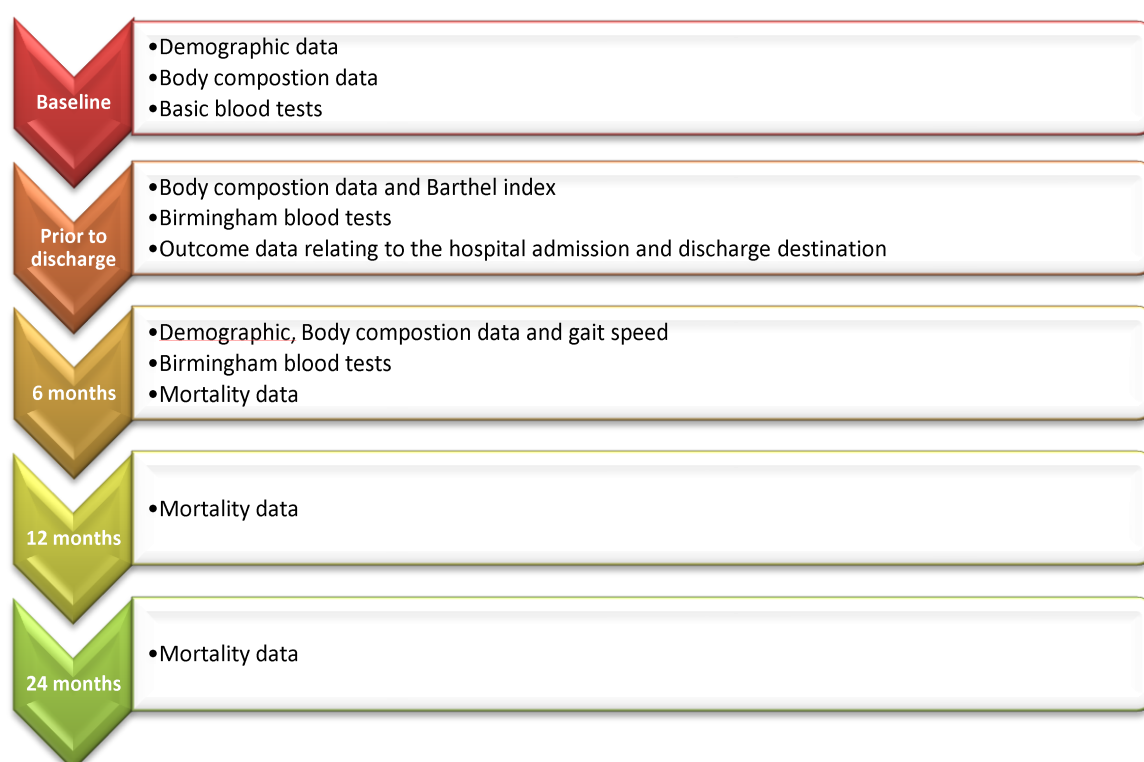 Baseline
•Demographic data
•Body compostion data
•Basic blood tests
Prior to
discharge
•Body compostion data and Barthel index
•Birmingham blood tests
•Outcome data relating to the hospital admission and discharge destination
6 months
•Demographic, Body compostion data and gait speed
•Birmingham blood tests
•Mortality data
12 months
•Mortality data
24 months
•Mortality data